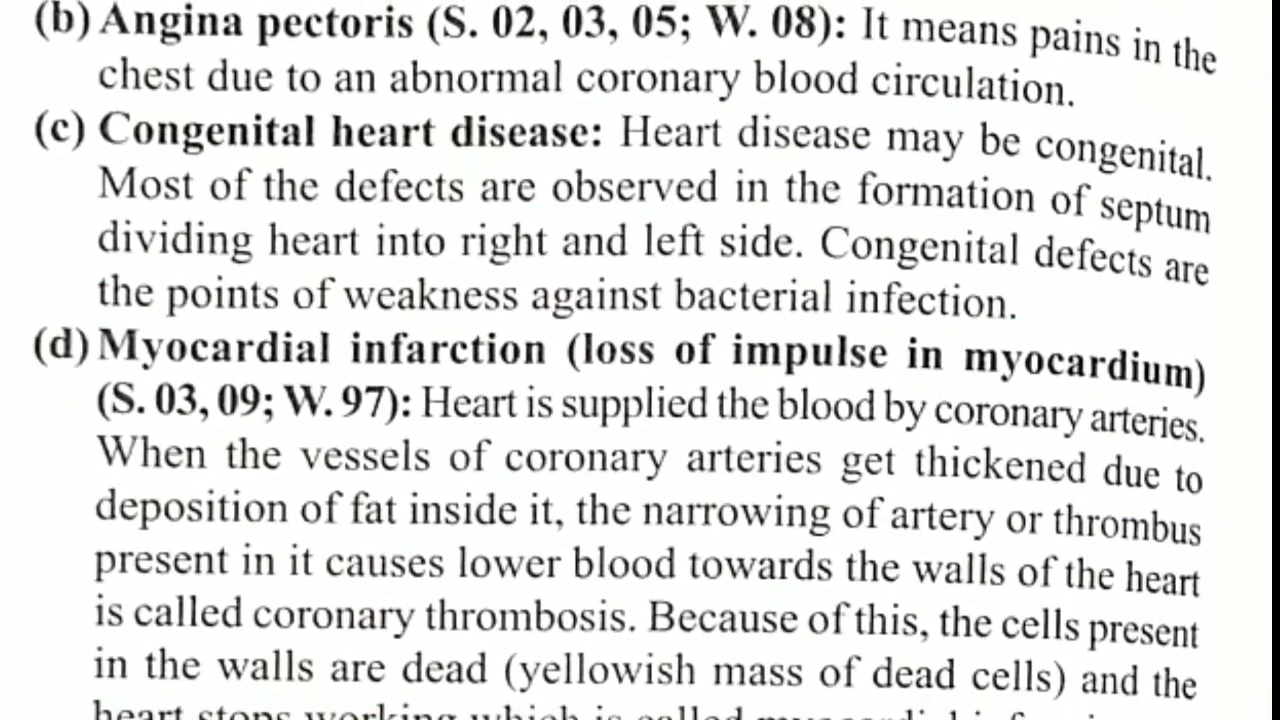 (b) Angina pectoris (S. 02, 03, 05; W. 08): It means pains in the
chest due to an abnormal coronary blood circulation.
(c) Congenital heart disease: Heart disease may be congenital.
Most of the defects are observed in the formation of septum
dividing heart into right and left side. Congenital defects are
the points of weakness against bacterial infection.
(d) Myocardial infarction (loss of impulse in myocardium)
(S. 03, 09; W. 97): Heart is supplied the blood by coronary arteries.
When the vessels of coronary arteries get thickened due to
deposition of fat inside it, the narrowing of artery or thrombus
present in it causes lower blood towards the walls of the heart
is called coronary thrombosis. Because of this, the cells present
in the walls are dead (yellowish mass of dead cells) and the
heart stops working which is called